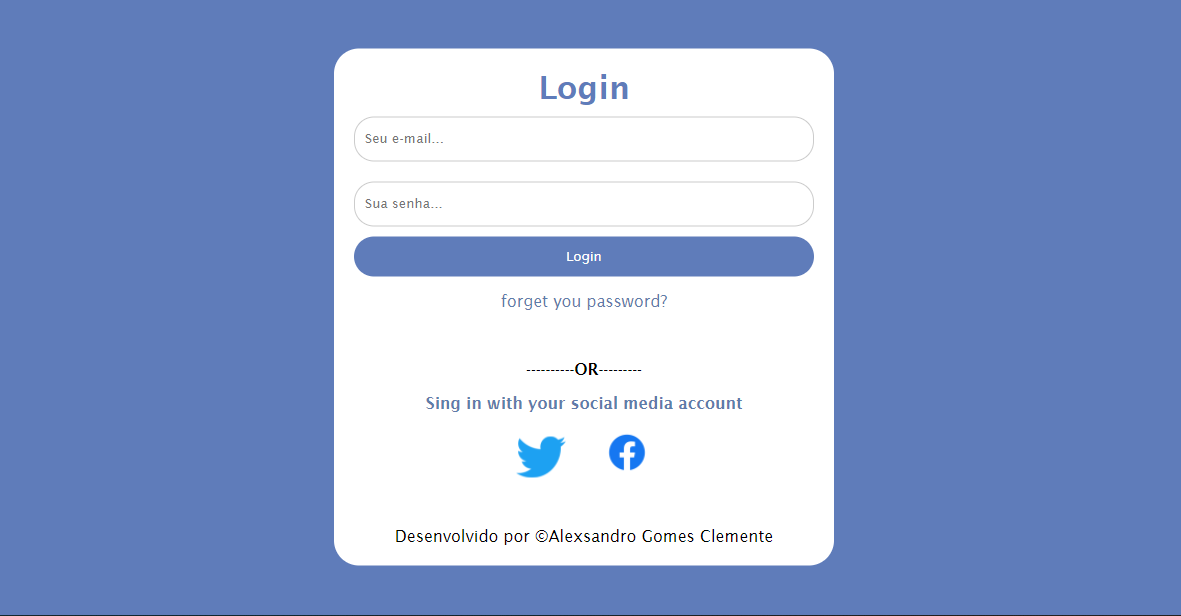 Login
Seu e-mail...
Sua senha...
Login
forget you password?
----------OR---------
Sing in with your social media account
Desenvolvido por ©Alexsandro Gomes Clemente